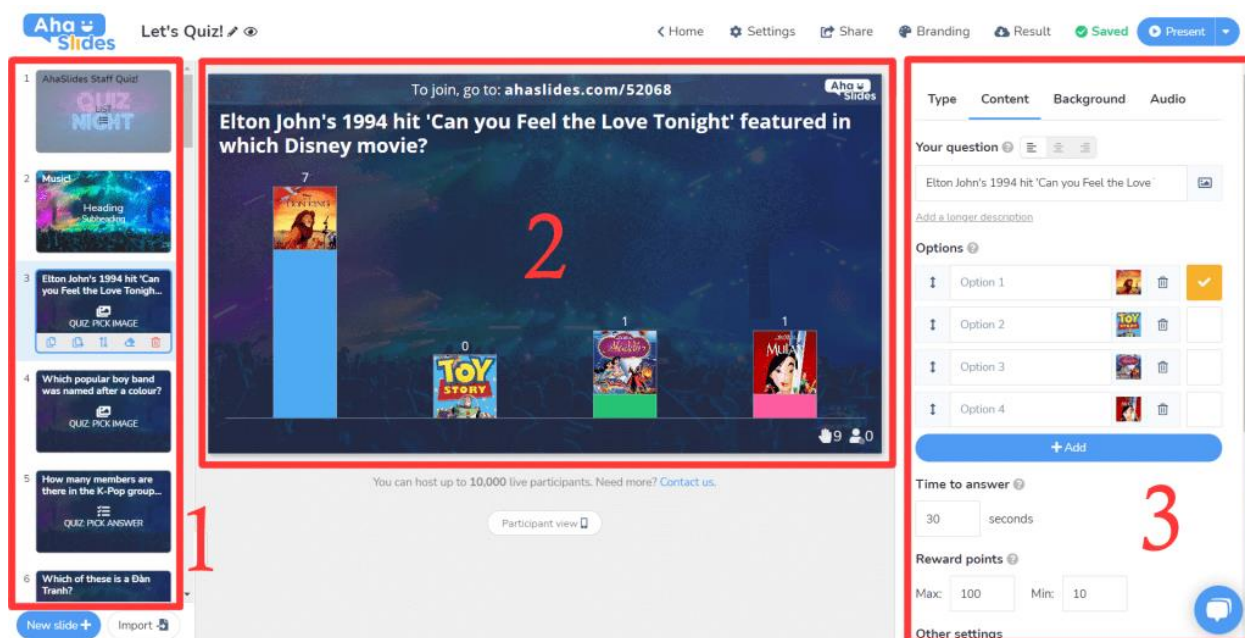 Aha
Slides
Let's Quiz!
Home
Settings
Share
Branding
Result
Saved
Present
1
AhaSlides Staff Quiz!
QUIZ
LIST
NIGHT
2
Music!
Heading
Subheading
3
Elton John's 1994 hit 'Can
you Feel the Love Tonigh...
QUIZ: PICK IMAGE
4
Which popular boy band
was named after a colour?
QUIZ: PICK IMAGE
5
How many members are
there in the K-Pop group...
QUIZ: PICK ANSWER
6
Which of these is a Đàn
Tranh?
New slide +
Import
1
To join, go to: ahaslides.com/52068
Aha
Slides
Elton John's 1994 hit 'Can you Feel the Love Tonight' featured in
which Disney movie?
7
LION KING
0
TOY
STORY
1
1
MULAN
2
9 0
You can host up to 10,000 live participants. Need more? Contact us.
Participant view
Type Content Background Audio
Your question
Elton John's 1994 hit 'Can you Feel the Love
Add a longer description
Options
Option 1
Option 2
TOY
STORY
Option 3
Option 4
+ Add
Time to answer
30 seconds
3
Reward points
Max: 100 Min: 10
Other settings